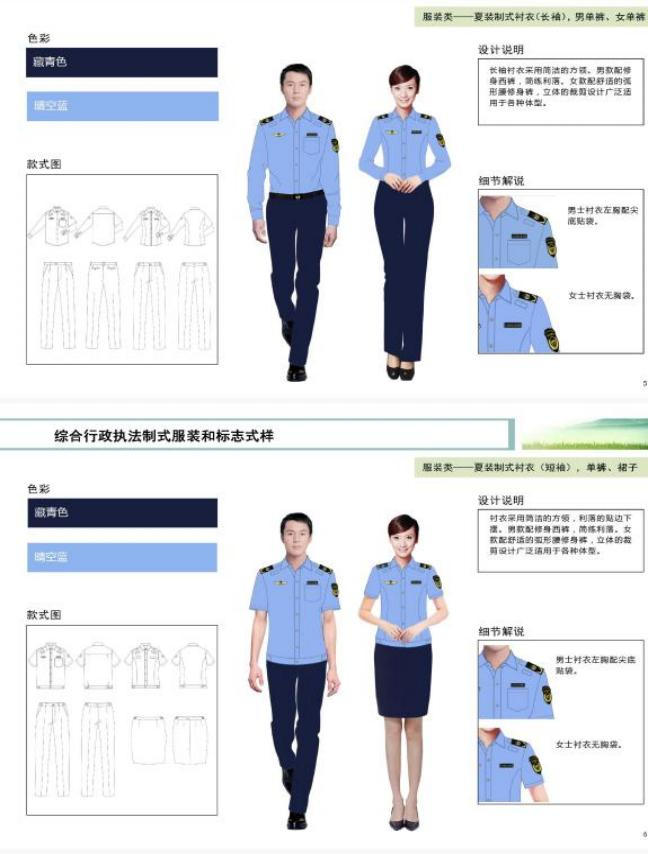 服装类——夏装制式衬衣(长袖)，男单裤、女单裤
色彩
藏青色
晴空蓝
款式图
设计说明
长袖衬衣采用简洁的方领。男款配修
身西裤，简练利落。女款配舒适的弧
形腰修身裤，立体的裁剪设计广泛适
用于各种体型。
细节解说
男士衬衣左胸配尖
底贴袋。
女士衬衣无胸袋。
5
综合行政执法制式服装和标志式样
服装类——夏装制式衬衣（短袖），单裤、裙子
色彩
藏青色
晴空蓝
款式图
设计说明
衬衣采用简洁的方领，利落的贴边下
摆。男款配修身西裤，简练利落。女
款配舒适的弧形腰修身裤，立体的裁
剪设计广泛适用于各种体型。
细节解说
男士衬衣左胸配尖底
贴袋。
女士衬衣无胸袋。
6